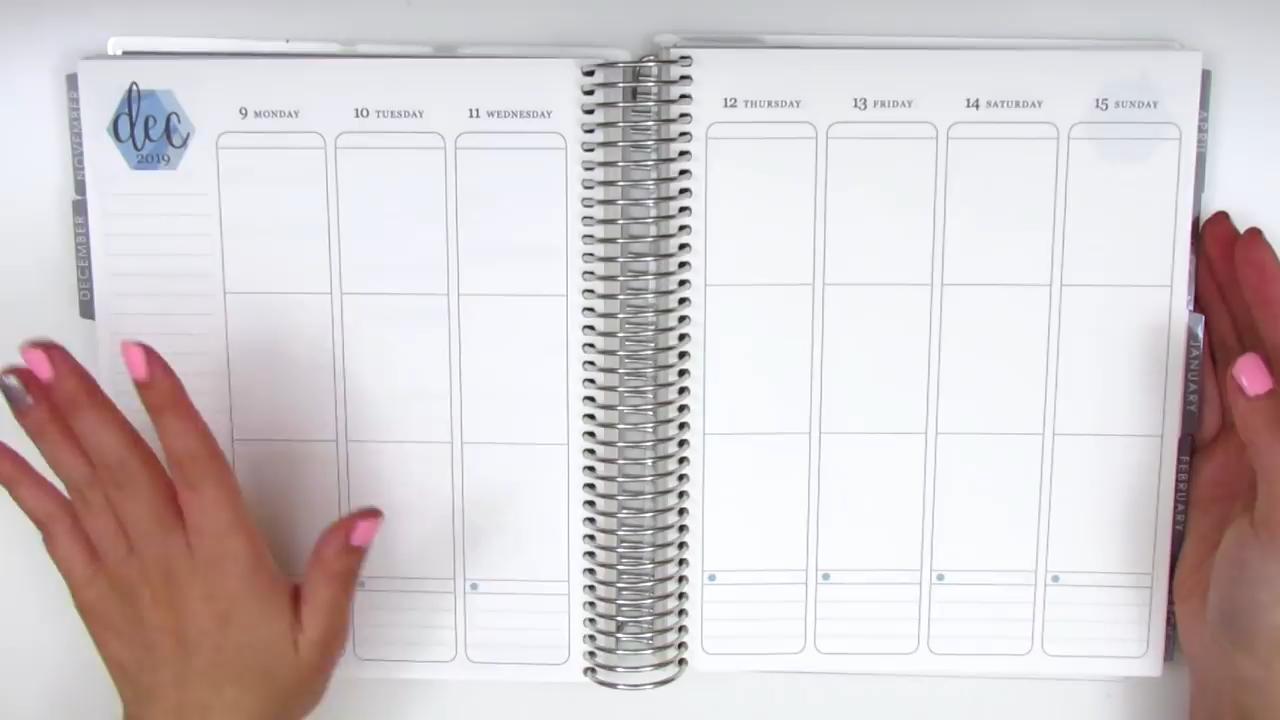 dec
2019
9 MONDAY
10 TUESDAY
11 WEDNESDAY
12 THURSDAY
13 FRIDAY
14 SATURDAY
15 SUNDAY
NOVEMBER
DECEMBER
APRIL
JANUARY
FEBRUARY